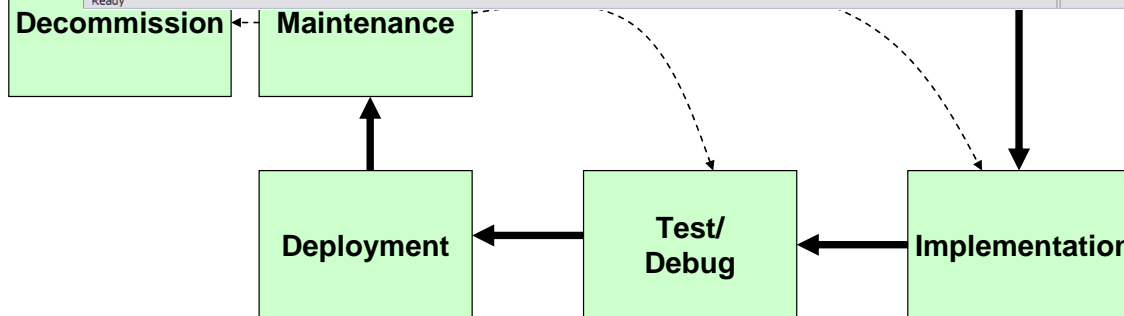 Ready
Decommission
Maintenance
Deployment
Test/
Debug
Implementation